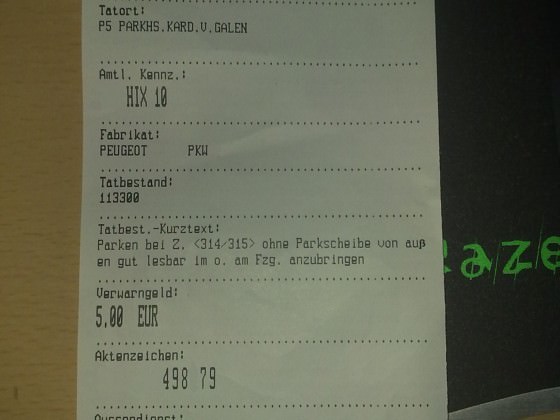 Tatort:
P5 PARKHS.KARD.V.GALEN
Amtl. Kennz.:
HIX 10
Fabrikat:
PEUGEOT PKW
Tatbestand:
113300
Tatbest.-Kurztext:
Parken bei Z. <314/315> ohne Parkscheibe von auß
en gut lesbar im o. am Fzg. anzubringen
Verwarngeld:
5,00 EUR
Aktenzeichen:
498 79
Aussendienst:
aze